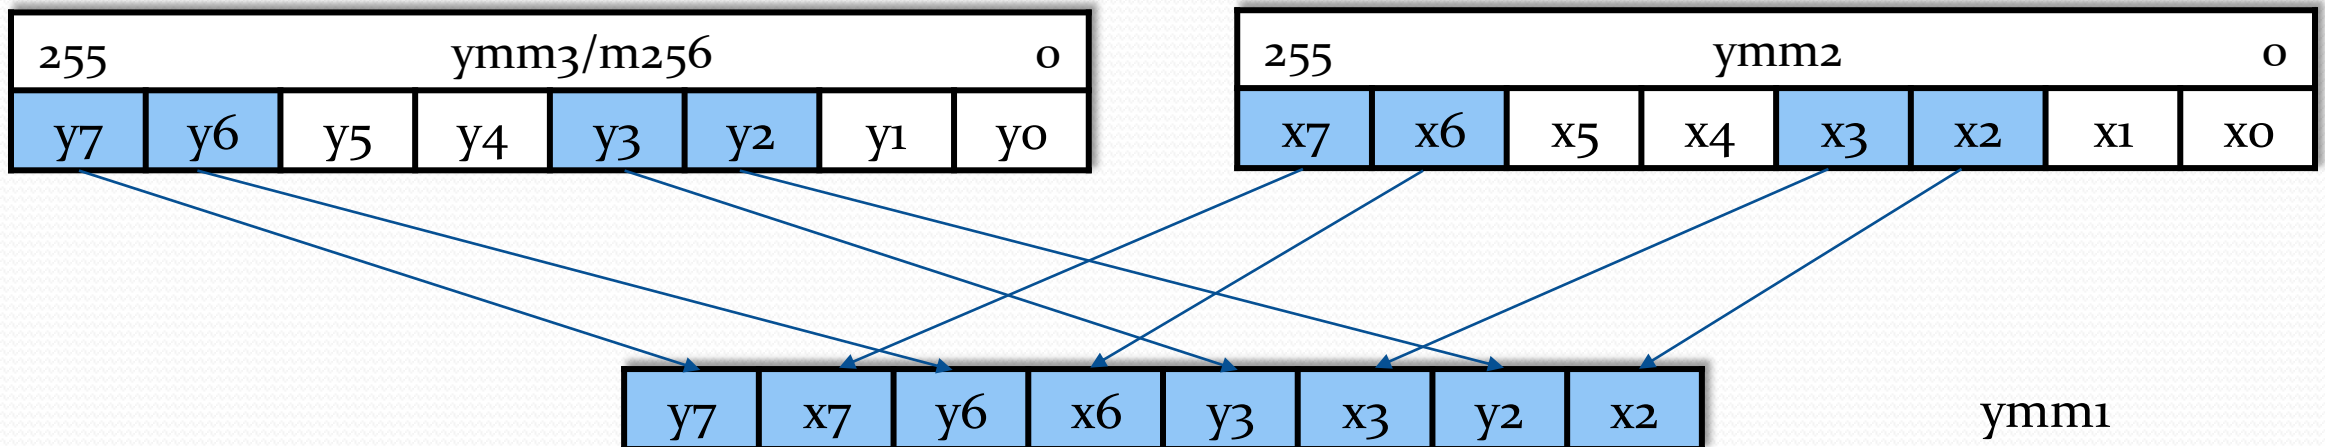 255 ymm3/m256 0
y7 y6 y5 y4 y3 y2 y1 y0
255 ymm2 0
x7 x6 x5 x4 x3 x2 x1 x0
y7 x7 y6 x6 y3 x3 y2 x2
ymm1